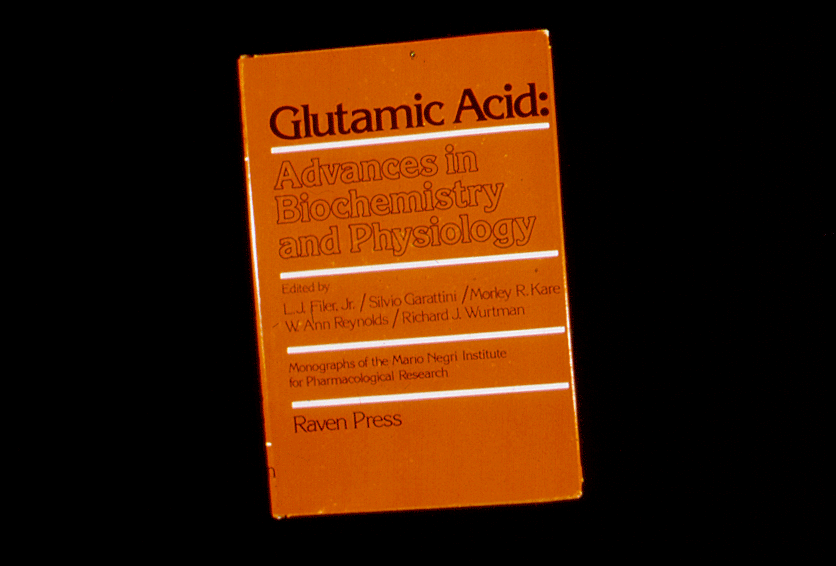 Glutamic Acid:
Advances in
Biochemistry
and Physiology
Edited by
L.J. Filer, Jr. / Silvio Garattini / Morley R. Kare
W. Ann Reynolds / Richard J. Wurtman
Monographs of the Mario Negri Institute
for Pharmacological Research
Raven Press